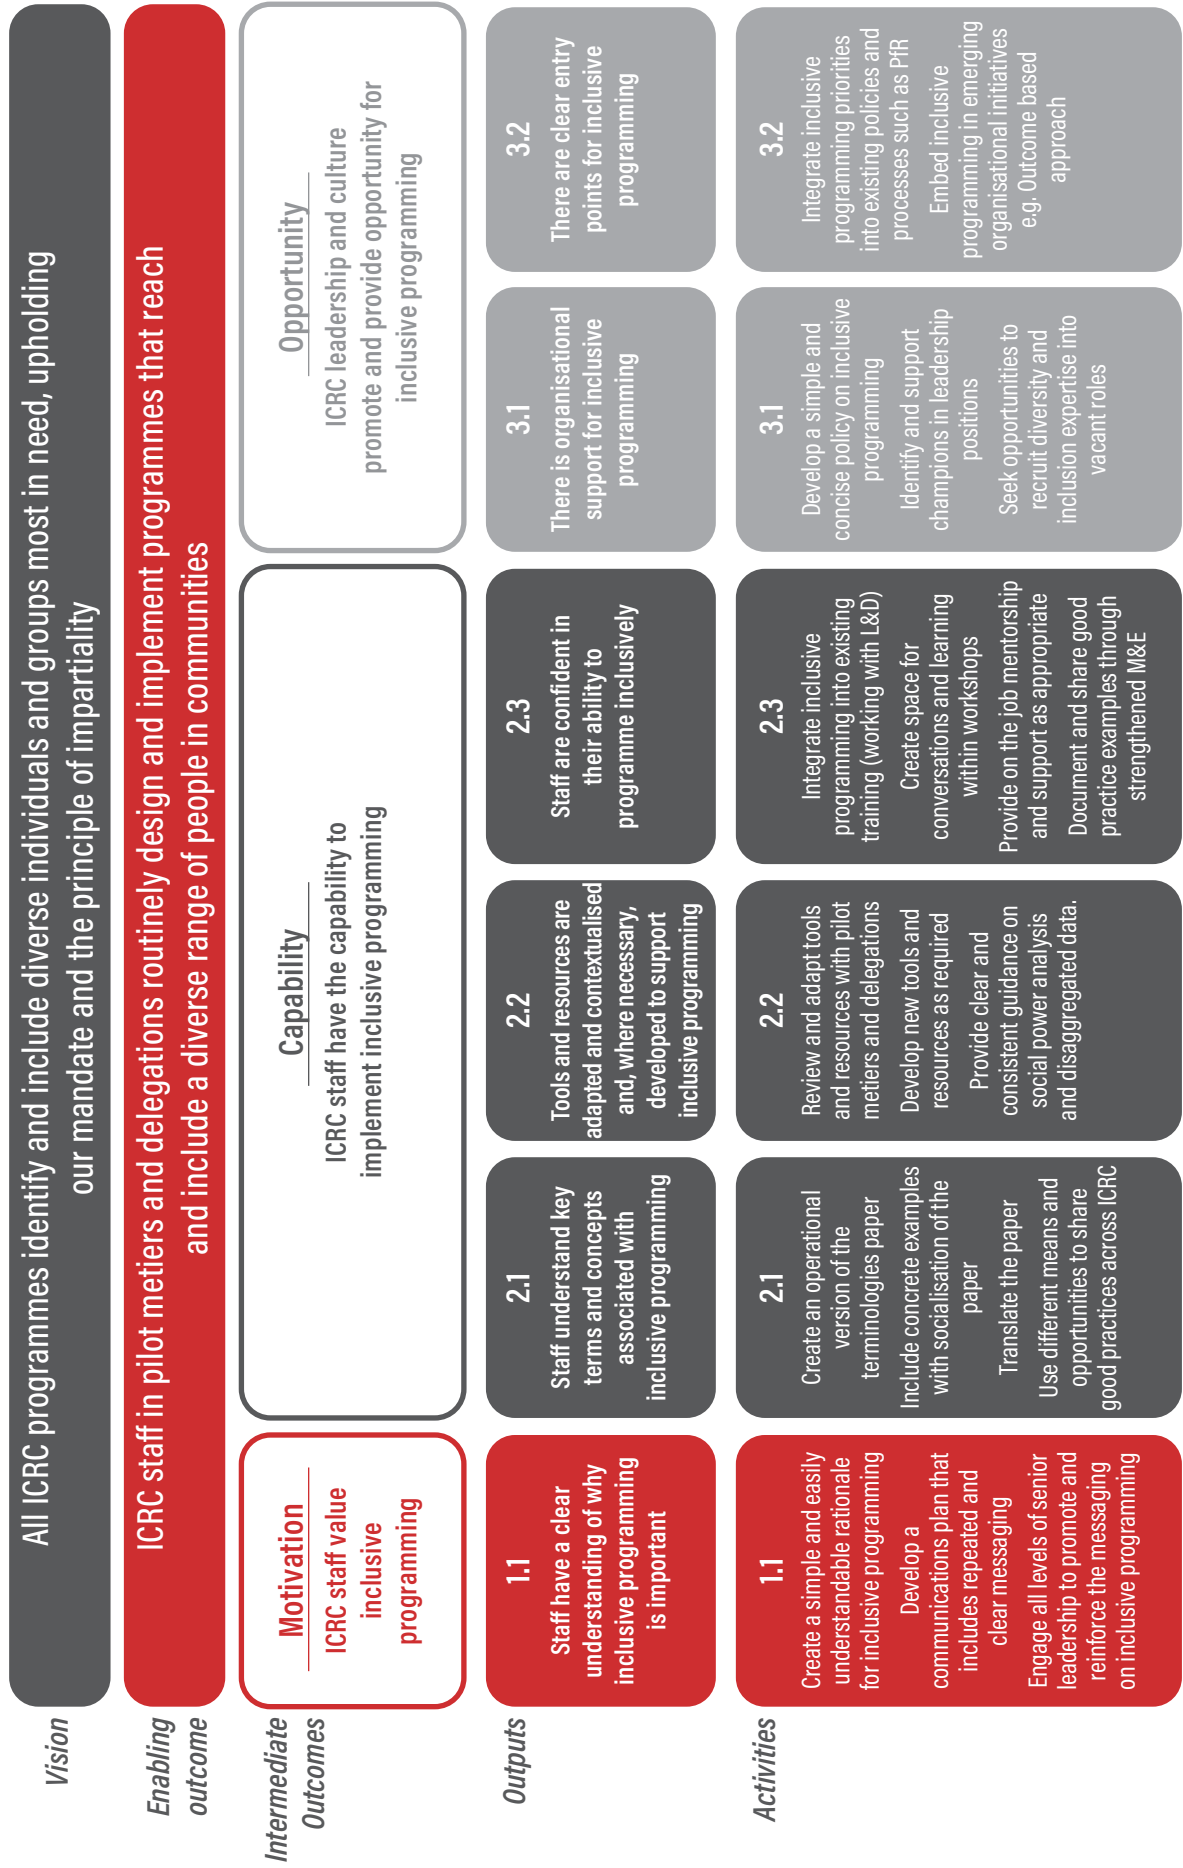 Vision
All ICRC programmes identify and include diverse individuals and groups most in need, upholding
our mandate and the principle of impartiality
Enabling
outcome
ICRC staff in pilot metiers and delegations routinely design and implement programmes that reach
and include a diverse range of people in communities
Intermediate
Outcomes
Motivation
ICRC staff value
inclusive
programming
Capability
ICRC staff have the capability to
implement inclusive programming
Opportunity
ICRC leadership and culture
promote and provide opportunity for
inclusive programming
Outputs
1.1
Staff have a clear
understanding of why
inclusive programming
is important
2.1
Staff understand key
terms and concepts
associated with
inclusive programming
2.2
Tools and resources are
adapted and contextualised
and, where necessary,
developed to support
inclusive programming
2.3
Staff are confident in
their ability to
programme inclusively
3.1
There is organisational
support for inclusive
programming
3.2
There are clear entry
points for inclusive
programming
Activities
1.1
Create a simple and easily
understandable rationale
for inclusive programming
Develop a
communications plan that
includes repeated and
clear messaging
Engage all levels of senior
leadership to promote and
reinforce the messaging
on inclusive programming
2.1
Create an operational
version of the
terminologies paper
Include concrete examples
with socialisation of the
paper
Translate the paper
Use different means and
opportunities to share
good practices across ICRC
2.2
Review and adapt tools
and resources with pilot
metiers and delegations
Develop new tools and
resources as required
Provide clear and
consistent guidance on
social power analysis
and disaggregated data.
2.3
Integrate inclusive
programming into existing
training (working with L&D)
Create space for
conversations and learning
within workshops
Provide on the job mentorship
and support as appropriate
Document and share good
practice examples through
strengthened M&E
3.1
Develop a simple and
concise policy on inclusive
programming
Identify and support
champions in leadership
positions
Seek opportunities to
recruit diversity and
inclusion expertise into
vacant roles
3.2
Integrate inclusive
programming priorities
into existing policies and
processes such as PfR
Embed inclusive
programming in emerging
organisational initiatives
e.g. Outcome based
approach